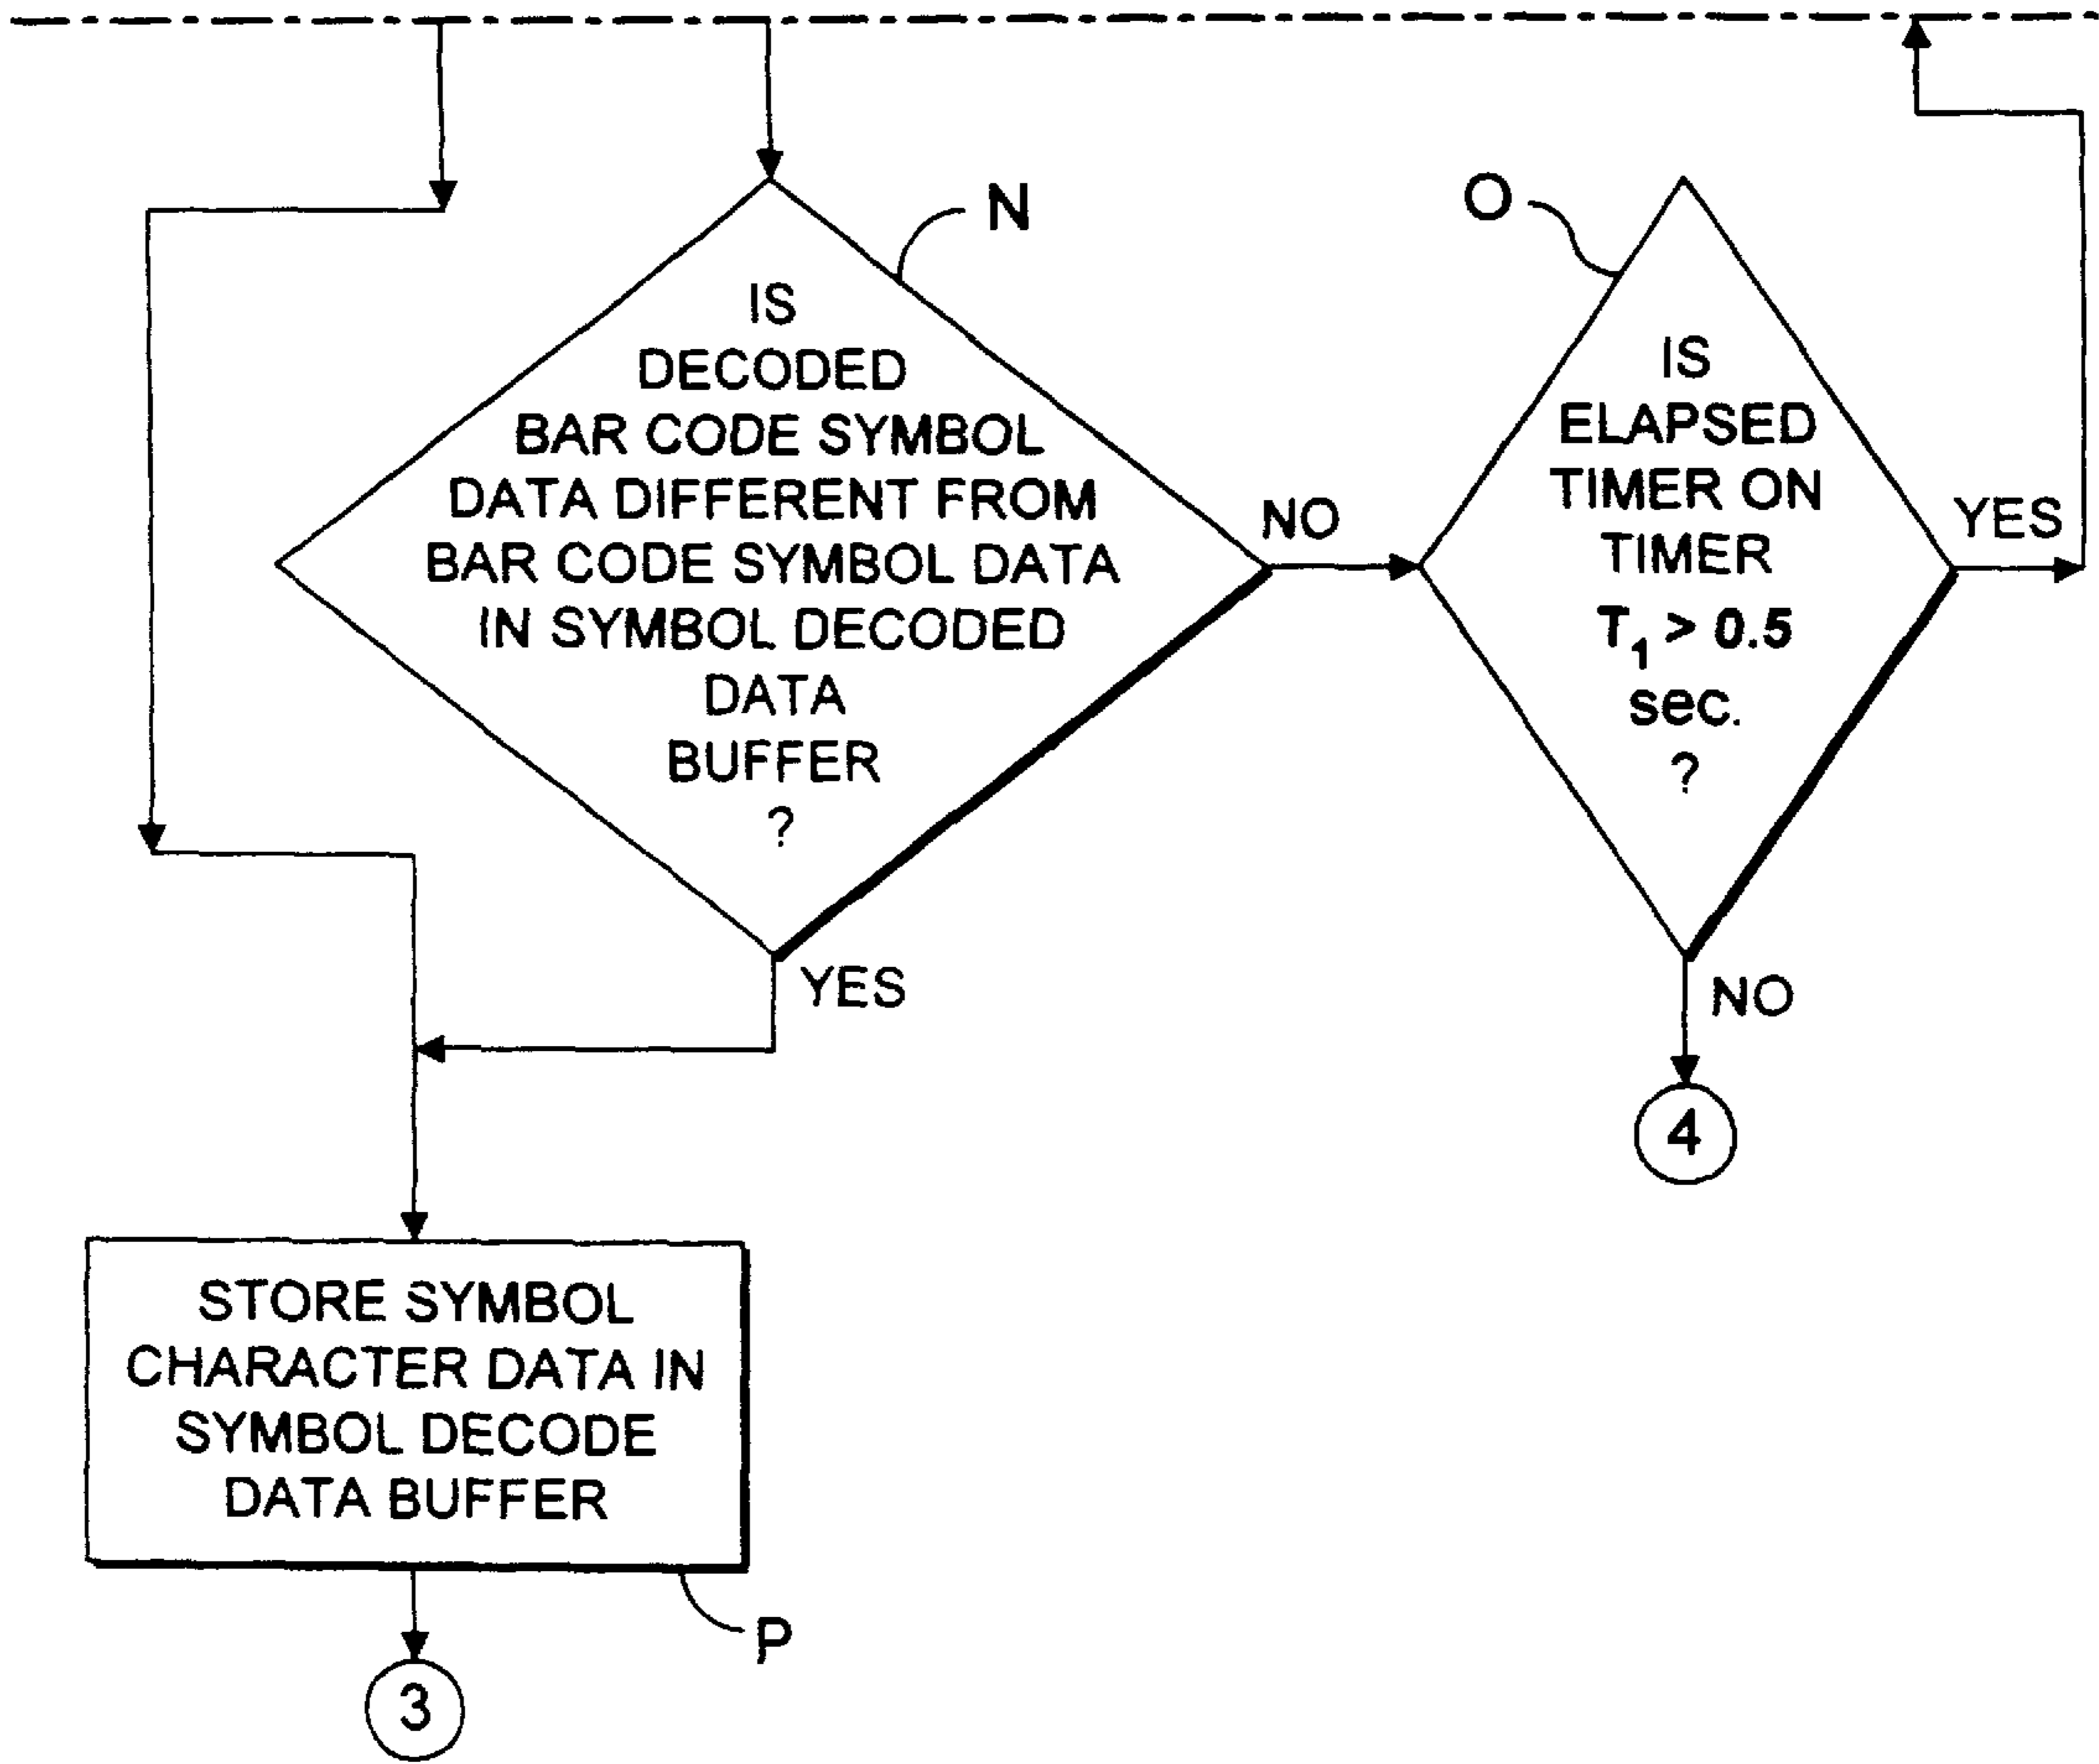 N
IS
DECODED
BAR CODE SYMBOL
DATA DIFFERENT FROM
BAR CODE SYMBOL DATA
IN SYMBOL DECODED
DATA
BUFFER
?
NO
YES
O
IS
ELAPSED
TIMER ON
TIMER
T₁ > 0.5
sec.
?
YES
NO
4
STORE SYMBOL
CHARACTER DATA IN
SYMBOL DECODE
DATA BUFFER
P
3